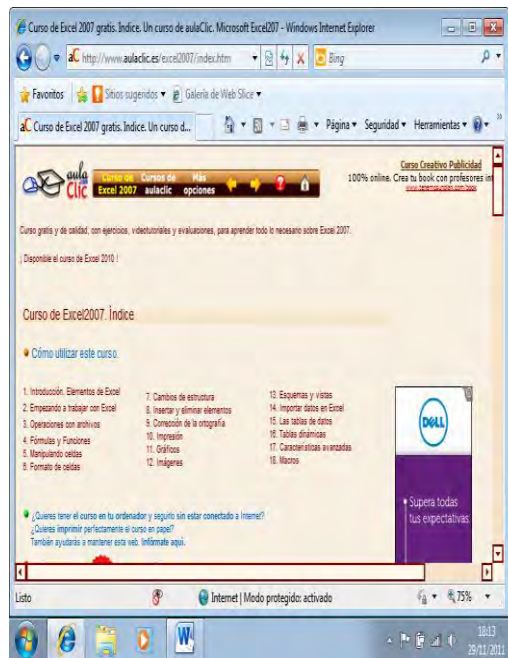 Curso de Excel 2007 gratis. Indice. Un curso de aulaClic. Microsoft Excel207 - Windows Internet Explorer
aC http://www.aulaclic.es/excel2007/index.htm
Bing
Favoritos Sitios sugeridos Galería de Web Slice
aC Curso de Excel 2007 gratis. Indice. Un curso d...
Página Seguridad Herramientas
aula Clic
Curso de Excel 2007
Cursos de aulaclic
Más opciones
Curso Creativo Publicidad
100% online. Crea tu book con profesores int
Curso gratis y de calidad, con ejercicios, videotutoriales y evaluaciones, para aprender todo lo necesario sobre Excel 2007.
¡ Disponible el curso de Excel 2010 !
Curso de Excel2007. Índice
Cómo utilizar este curso.
1. Introducción. Elementos de Excel
2. Empezando a trabajar con Excel
3. Operaciones con archivos
4. Fórmulas y Funciones
5. Manipulando celdas
6. Formato de celdas
7. Cambios de estructura
8. Insertar y eliminar elementos
9. Corrección de la ortografía
10. Impresión
11. Gráficos
12. Imágenes
13. Esquemas y vistas
14. Importar datos en Excel
15. Las tablas de datos
16. Tablas dinámicas
17. Características avanzadas
18. Macros
DELL
Supera todas
tus expectativas
¿Quieres tener el curso en tu ordenador y seguirlo sin estar conectado a Internet?
¿Quieres imprimir perfectamente el curso en papel?
También ayudarás a mantener esta web. Infórmate aquí.
Listo
Internet | Modo protegido: activado
75%
18:13
29/11/2011